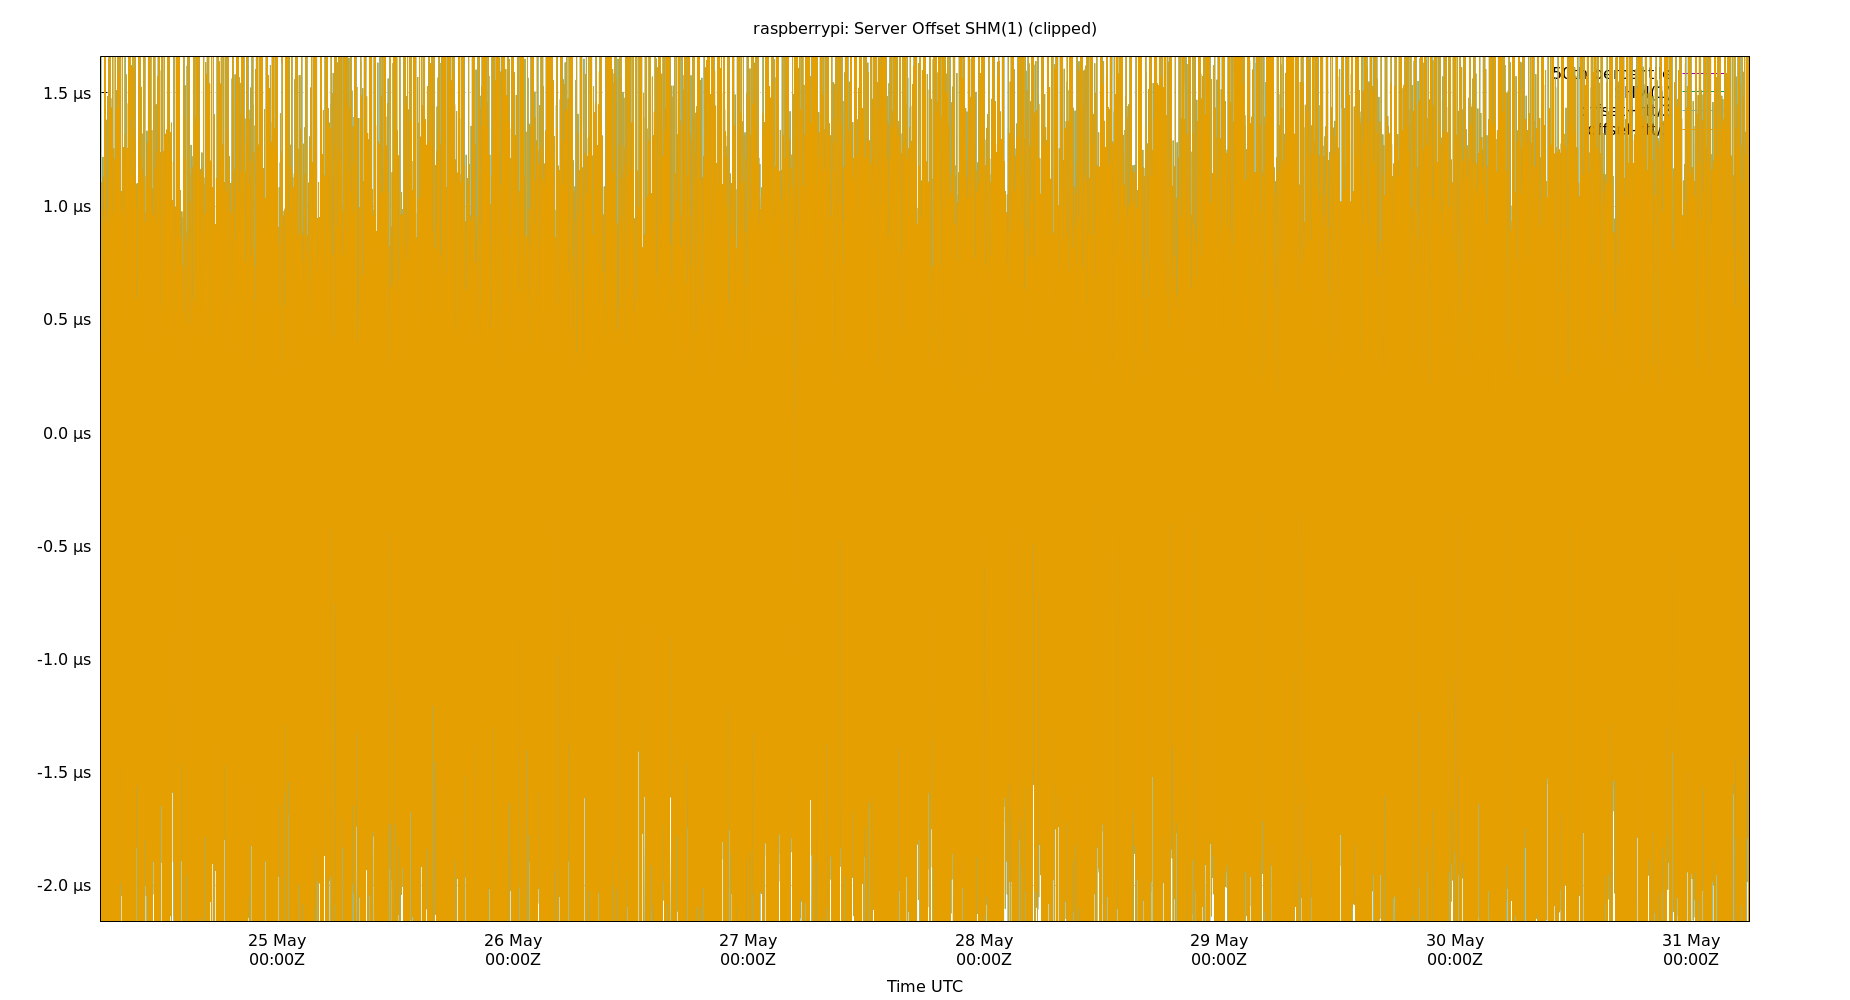 raspberrypi: Server Offset SHM(1) (clipped)
1.5 µs
1.0 µs
0.5 µs
0.0 µs
-0.5 µs
-1.0 µs
-1.5 µs
-2.0 µs
25 May 26 May 27 May 28 May 29 May 30 May 31 May
00:00Z 00:00Z 00:00Z 00:00Z 00:00Z 00:00Z 00:00Z
Time UTC